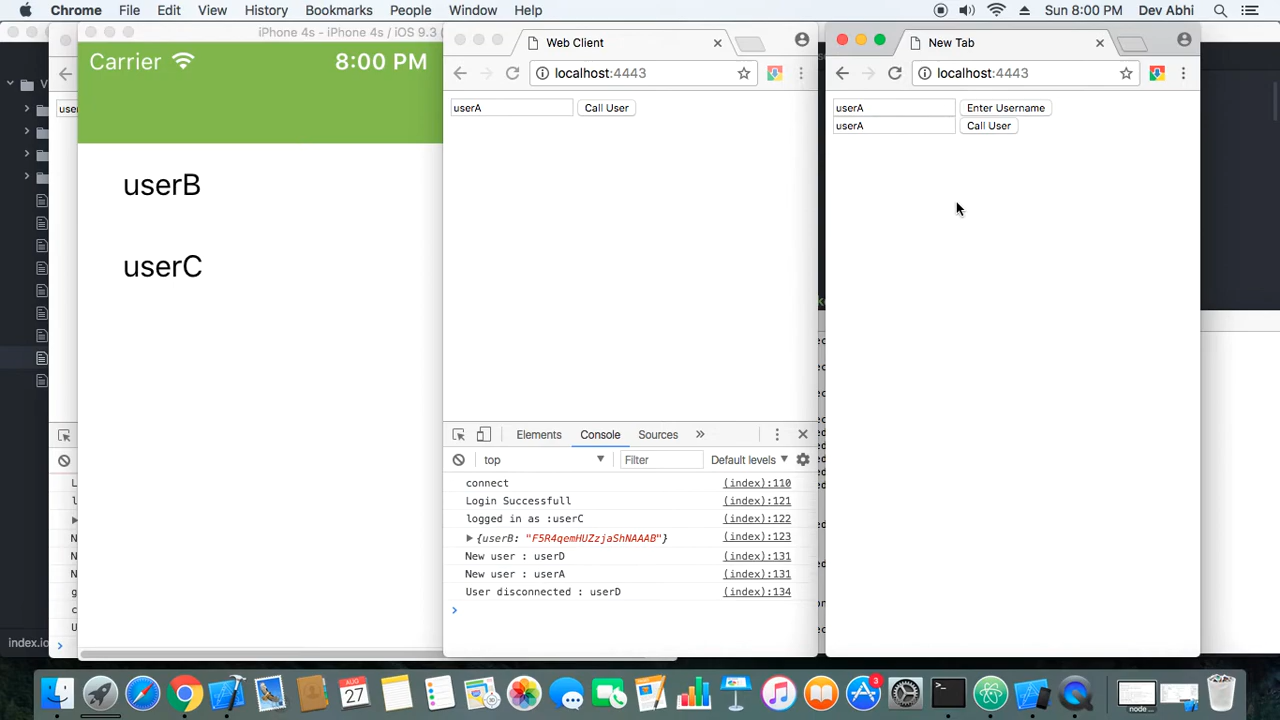 Chrome File Edit View History Bookmarks People Window Help Sun 8:00 PM Dev Abhi
iPhone 4s - iPhone 4s / iOS 9.3 (
Carrier 8:00 PM
userB
userC
Web Client
localhost:4443
userA Call User
Elements Console Sources »
top Filter Default levels
connect (index):110
Login Successfull (index):121
logged in as :userC (index):122
{userB: "F5R4qemHUZzjaShNAAAB"} (index):123
New user : userD (index):131
New user : userA (index):131
User disconnected : userD (index):134
New Tab
localhost:4443
userA Enter Username
userA Call User
index.io
AUG
27
3